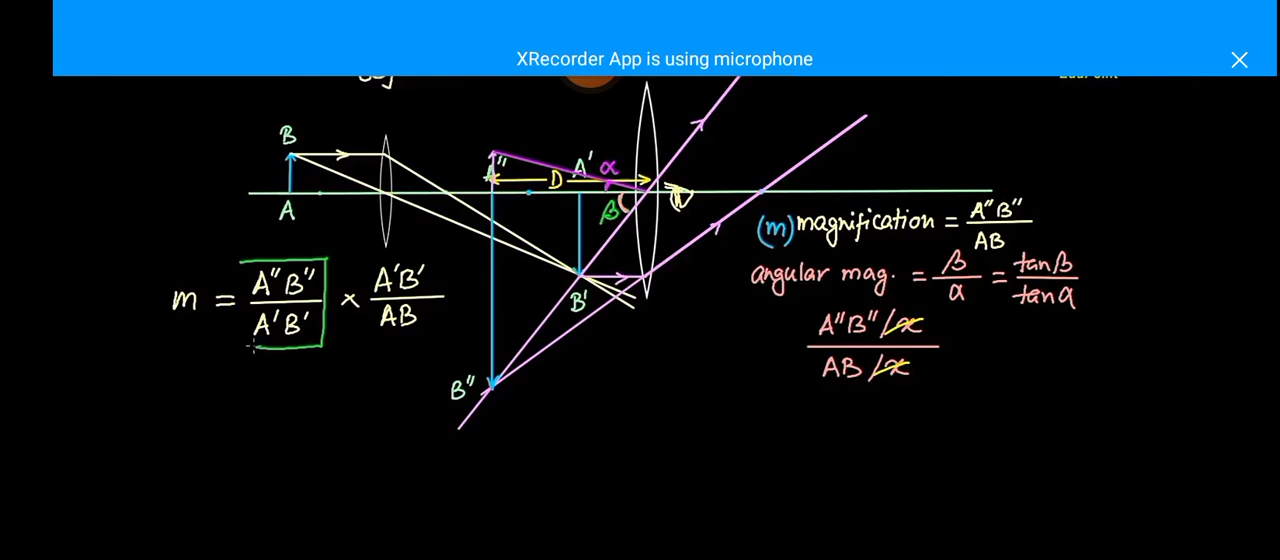 XRecorder App is using microphone
B
A
A"
A'
α
D
β
B'
B"
(m) magnification = A"B" / AB
angular mag. = β / α = tanβ / tanα
A"B"/x
AB/x
m = A"B" / A'B' × A'B' / AB